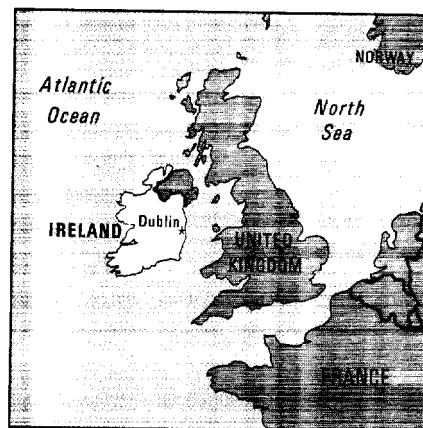 NORWAY
Atlantic
Ocean
North
Sea
IRELAND
Dublin
UNITED
KINGDOM
FRANCE